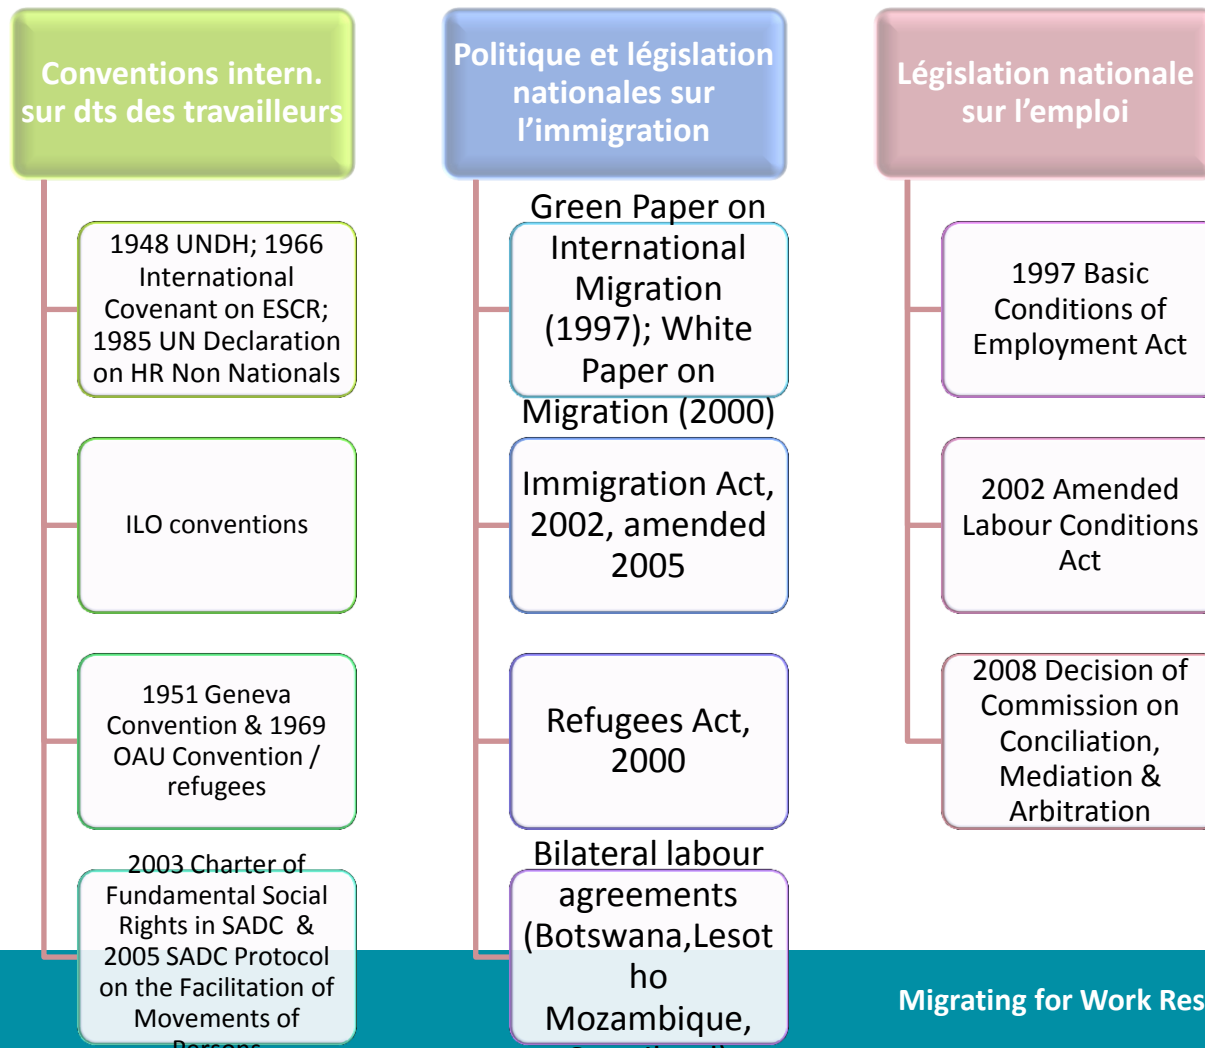 Conventions intern.
sur dts des travailleurs
1948 UNDH; 1966
International
Covenant on ESCR;
1985 UN Declaration
on HR Non Nationals
ILO conventions
1951 Geneva
Convention & 1969
OAU Convention /
refugees
2003 Charter of
Fundamental Social
Rights in SADC &
2005 SADC Protocol
on the Facilitation of
Movements of
Persons
Politique et législation
nationales sur
l'immigration
Green Paper on
International
Migration
(1997); White
Paper on
Migration (2000)
Immigration Act,
2002, amended
2005
Refugees Act,
2000
Bilateral labour
agreements
(Botswana,Lesot
ho
Mozambique,
Législation nationale
sur l'emploi
1997 Basic
Conditions of
Employment Act
2002 Amended
Labour Conditions
Act
2008 Decision of
Commission on
Conciliation,
Mediation &
Arbitration
Migrating for Work Res